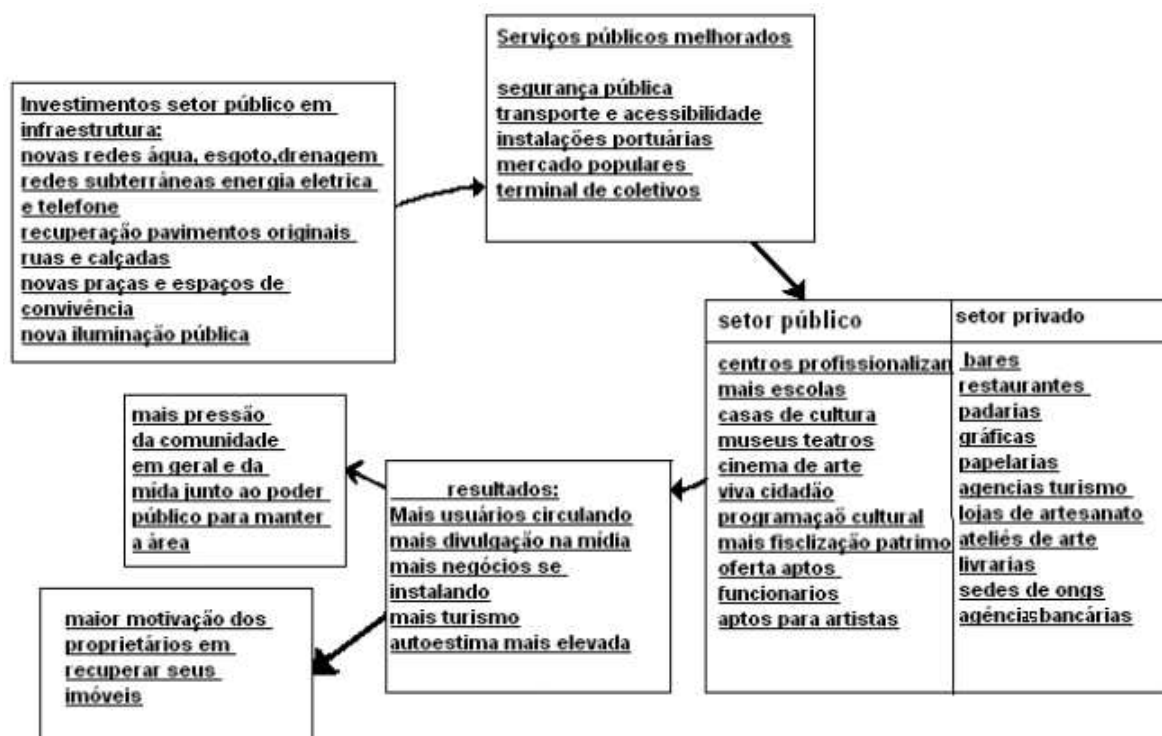 Investimentos setor público em
infraestrutura:
novas redes água, esgoto,drenagem
redes subterrâneas energia eletrica
e telefone
recuperação pavimentos originais
ruas e calçadas
novas praças e espaços de
convivência
nova iluminação pública
Serviços públicos melhorados
segurança pública
transporte e acessibilidade
instalações portuárias
mercado populares
terminal de coletivos
setor público
centros profissionalizan
mais escolas
casas de cultura
museus teatros
cinema de arte
viva cidadão
programaçaõ cultural
mais fisclização patrimo
oferta aptos
funcionarios
aptos para artistas
setor privado
bares
restaurantes
padarias
gráficas
papelarias
agencias turismo
lojas de artesanato
ateliés de arte
livrarias
sedes de ongs
agências bancárias
resultados:
Mais usuários circulando
mais divulgação na mídia
mais negócios se
instalando
mais turismo
autoestima mais elevada
mais pressão
da comunidade
em geral e da
mída junto ao poder
público para manter
a área
maior motivação dos
proprietários em
recuperar seus
imóveis